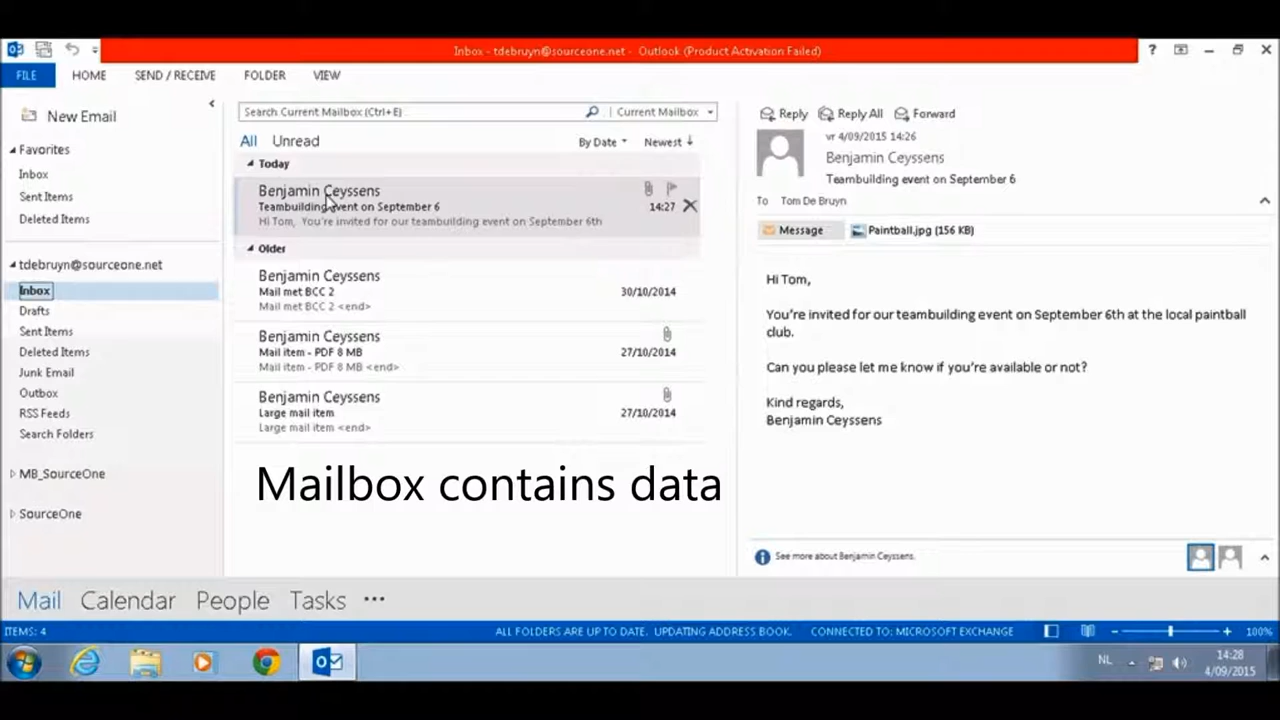 Inbox - tdebruyn@sourceone.net - Outlook (Product Activation Failed)
FILE HOME SEND / RECEIVE FOLDER VIEW
New Email
Favorites
Inbox
Sent Items
Deleted Items
tdebruyn@sourceone.net
Inbox
Drafts
Sent Items
Deleted Items
Junk Email
Outbox
RSS Feeds
Search Folders
MB_SourceOne
SourceOne
Search Current Mailbox (Ctrl+E) Current Mailbox
All Unread By Date Newest
Today
Benjamin Ceyssens
Teambuilding event on September 6 14:27
Hi Tom, You're invited for our teambuilding event on September 6th
Older
Benjamin Ceyssens
Mail met BCC 2 30/10/2014
Mail met BCC 2 <end>
Benjamin Ceyssens
Mail item - PDF 8 MB 27/10/2014
Mail item - PDF 8 MB <end>
Benjamin Ceyssens
Large mail item 27/10/2014
Large mail item <end>
Mailbox contains data
Reply Reply All Forward
vr 4/09/2015 14:26
Benjamin Ceyssens
Teambuilding event on September 6
To Tom De Bruyn
Message Paintball.jpg (156 KB)
Hi Tom,
You're invited for our teambuilding event on September 6th at the local paintball
club.
Can you please let me know if you're available or not?
Kind regards,
Benjamin Ceyssens
See more about Benjamin Ceyssens.
Mail Calendar People Tasks •••
ITEMS: 4 ALL FOLDERS ARE UP TO DATE. UPDATING ADDRESS BOOK. CONNECTED TO: MICROSOFT EXCHANGE 100%
NL 14:28
4/09/2015